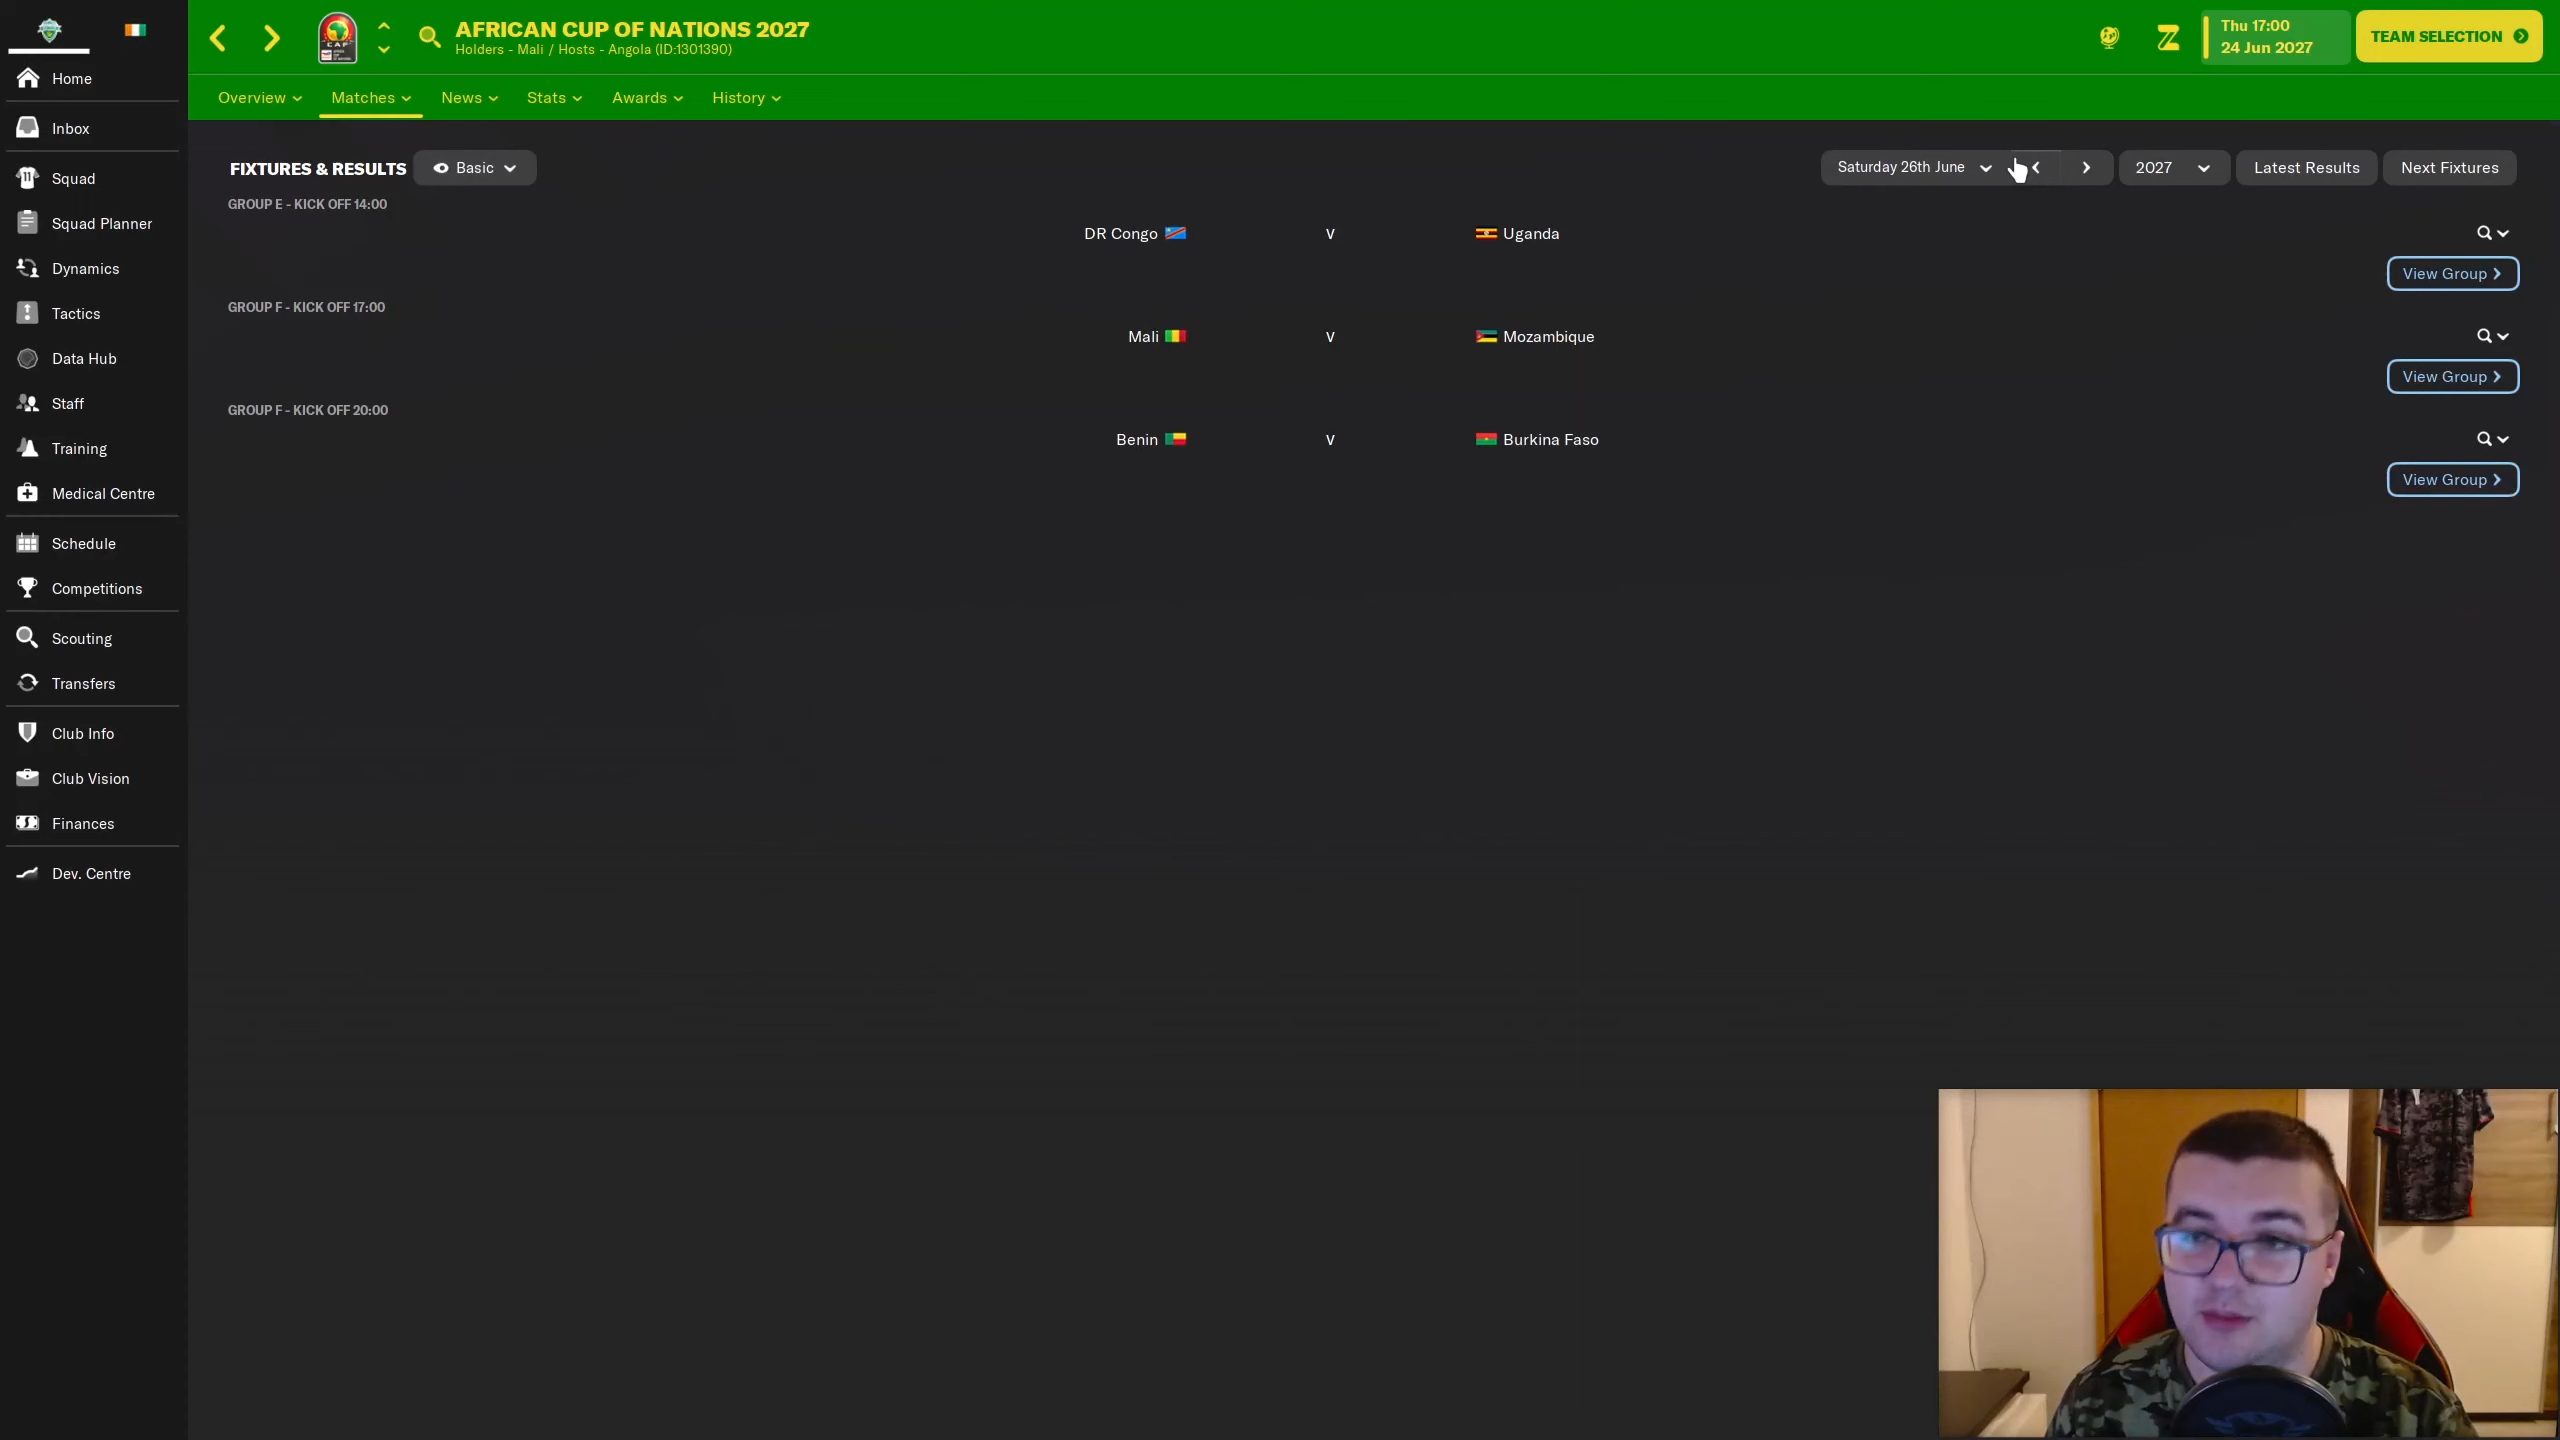 AFRICAN CUP OF NATIONS 2027
Holders - Mali / Hosts - Angola (ID:1301390)
Thu 17:00
24 Jun 2027
TEAM SELECTION
Overview
Matches
News
Stats
Awards
History
Home
Inbox
Squad
Squad Planner
Dynamics
Tactics
Data Hub
Staff
Training
Medical Centre
Schedule
Competitions
Scouting
Transfers
Club Info
Club Vision
Finances
Dev. Centre
FIXTURES & RESULTS
Basic
Saturday 26th June
2027
Latest Results
Next Fixtures
GROUP E - KICK OFF 14:00
DR Congo V Uganda
View Group
GROUP F - KICK OFF 17:00
Mali V Mozambique
View Group
GROUP F - KICK OFF 20:00
Benin V Burkina Faso
View Group